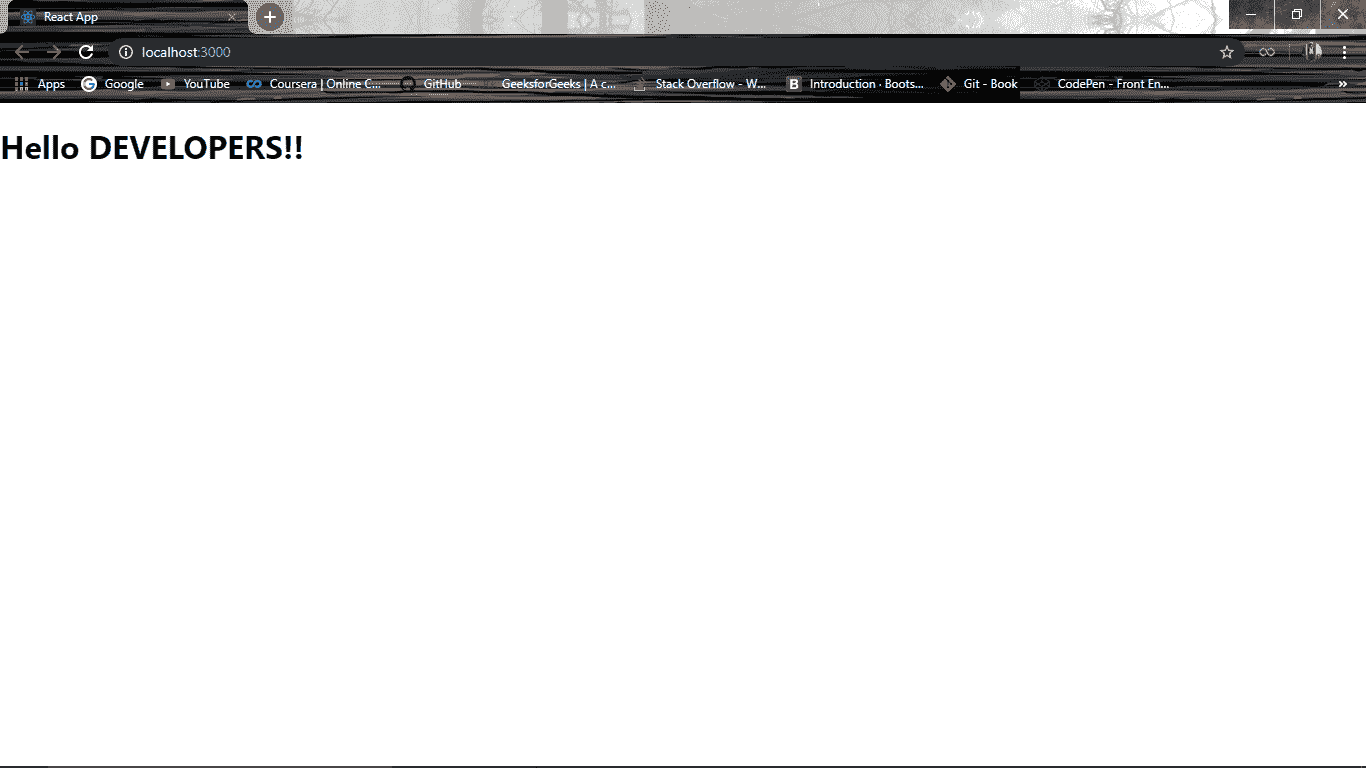 React App
localhost:3000
Apps Google YouTube Coursera | Online C... GitHub GeeksforGeeks | A c... Stack Overflow - W... B Introduction · Boots... Git - Book CodePen - Front En... »
Hello DEVELOPERS!!